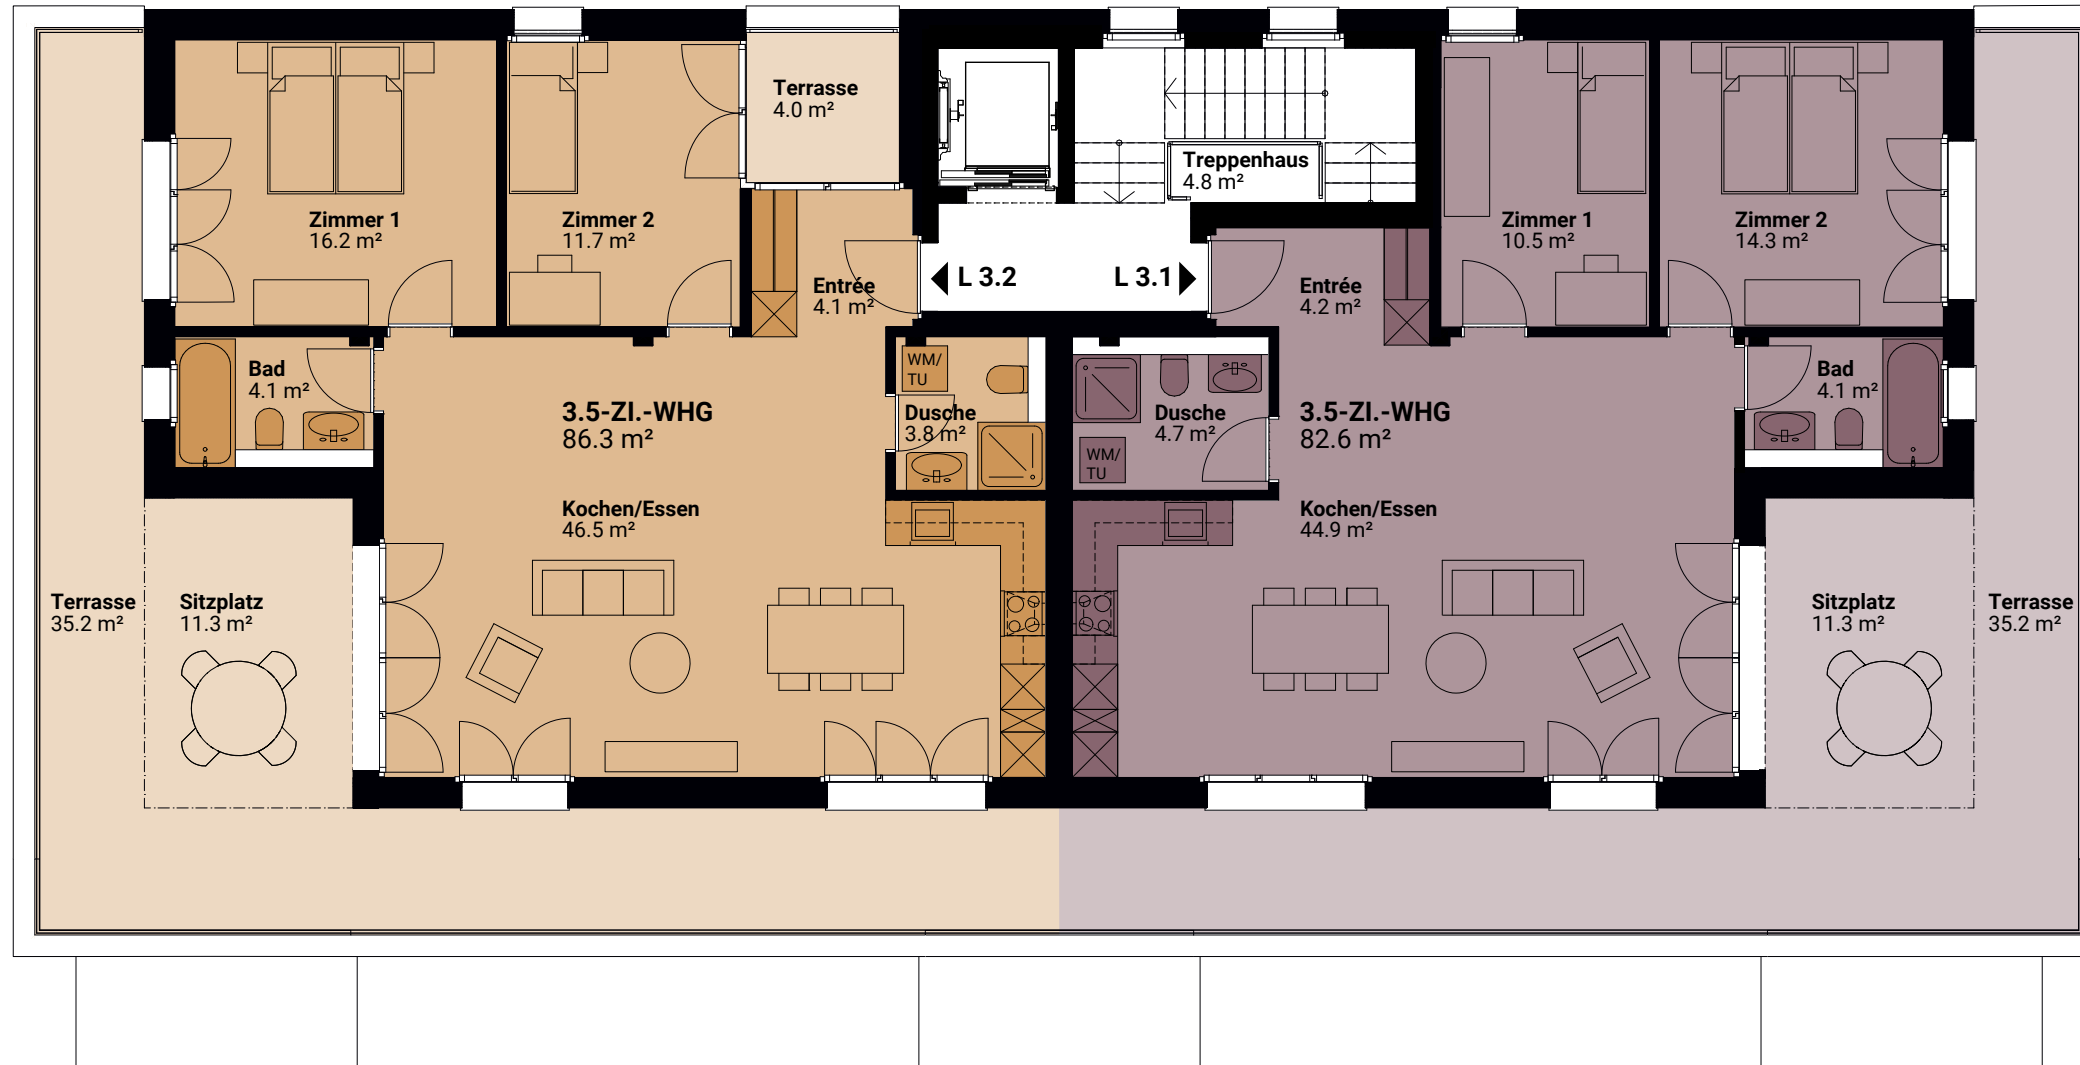 Terrasse
4.0 m²
Treppenhaus
4.8 m²
Zimmer 1
16.2 m²
Zimmer 2
11.7 m²
Zimmer 1
10.5 m²
Zimmer 2
14.3 m²
Entrée
4.1 m²
L 3.2
L 3.1
Entrée
4.2 m²
Bad
4.1 m²
WM/
TU
Bad
4.1 m²
3.5-ZI.-WHG
86.3 m²
Dusche
3.8 m²
Dusche
4.7 m²
3.5-ZI.-WHG
82.6 m²
WM/
TU
Kochen/Essen
46.5 m²
Kochen/Essen
44.9 m²
Terrasse
35.2 m²
Sitzplatz
11.3 m²
Sitzplatz
11.3 m²
Terrasse
35.2 m²